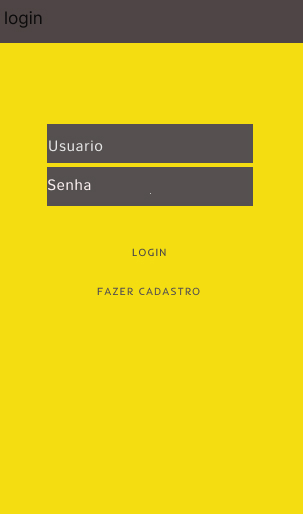 login
Usuario
Senha
LOGIN
FAZER CADASTRO